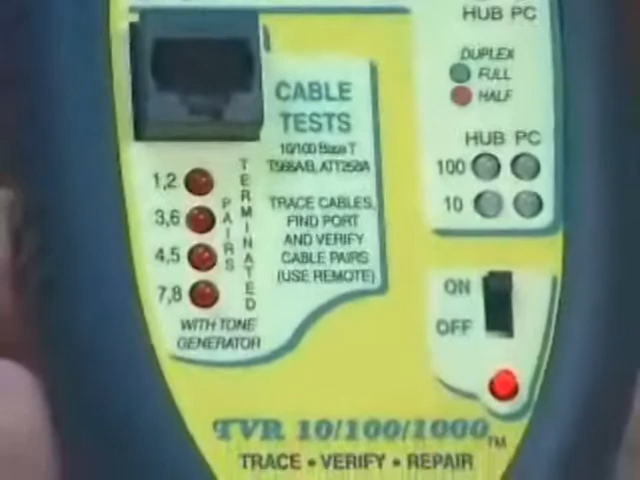 HUB PC
DUPLEX
FULL
HALF
HUB PC
100
10
CABLE
TESTS
10/100 Base T
T568A/B, ATT258A
TRACE CABLES,
FIND PORT
AND VERIFY
CABLE PAIRS
(USE REMOTE)
1,2
3,6
4,5
7,8
PAIRS
TERMINATED
WITH TONE
GENERATOR
ON
OFF
TVR 10/100/1000 TM
TRACE • VERIFY • REPAIR